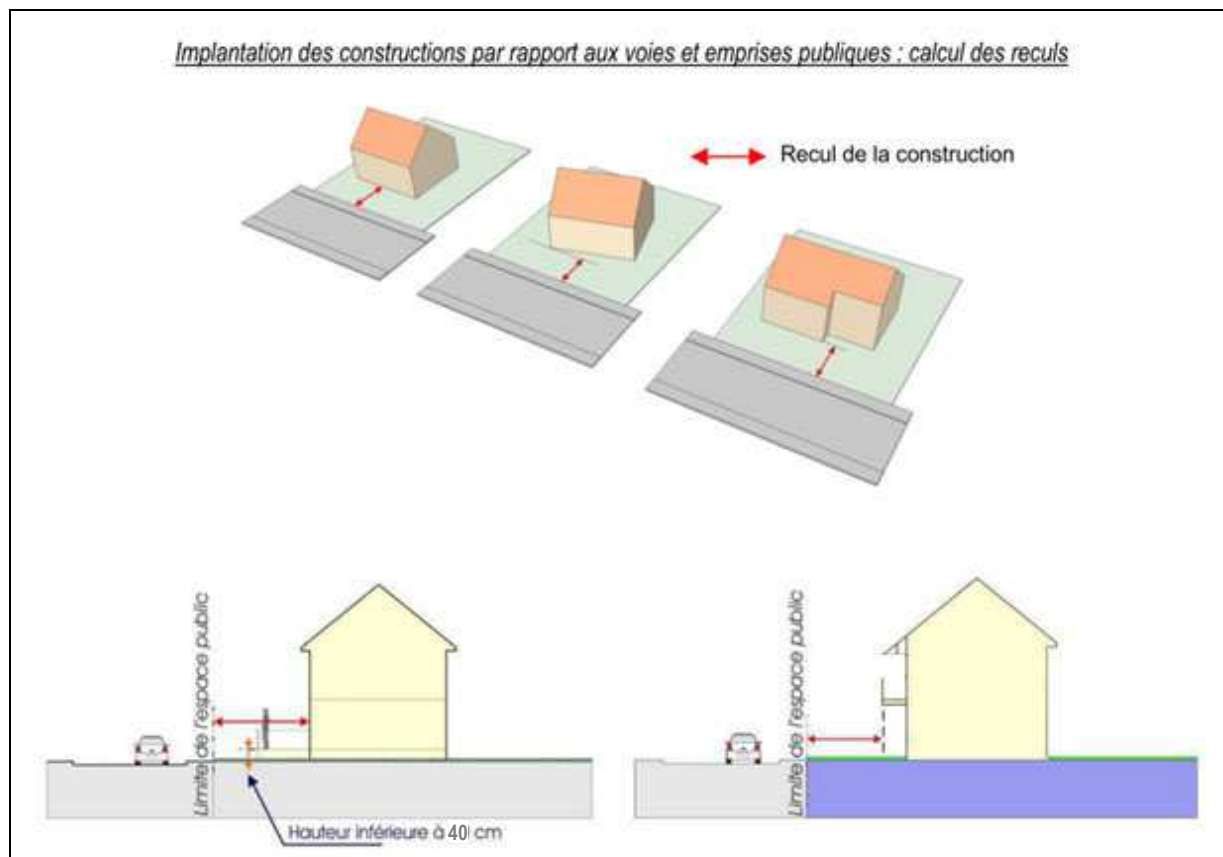 Implantation des constructions par rapport aux voies et emprises publiques : calcul des reculs
Recul de la construction
Limite de l'espace public
Limite de l'espace public
Hauteur inférieure à 40 cm